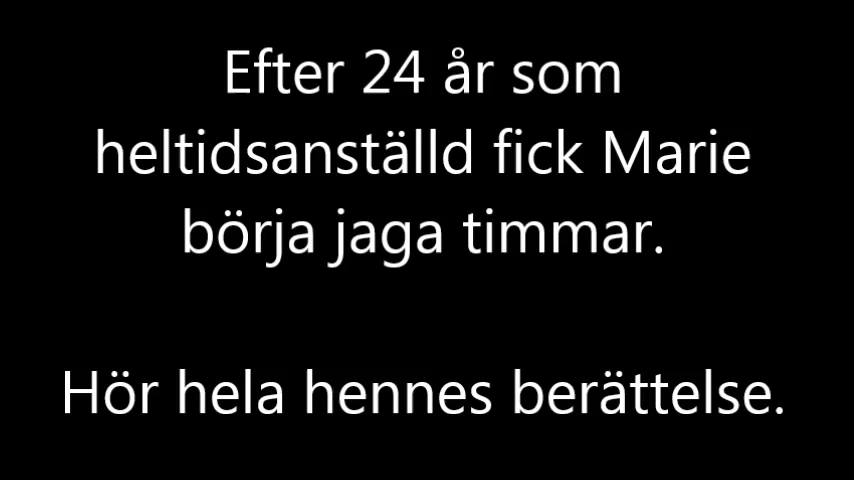 Efter 24 år som
heltidsanställd fick Marie
börja jaga timmar.
Hör hela hennes berättelse.